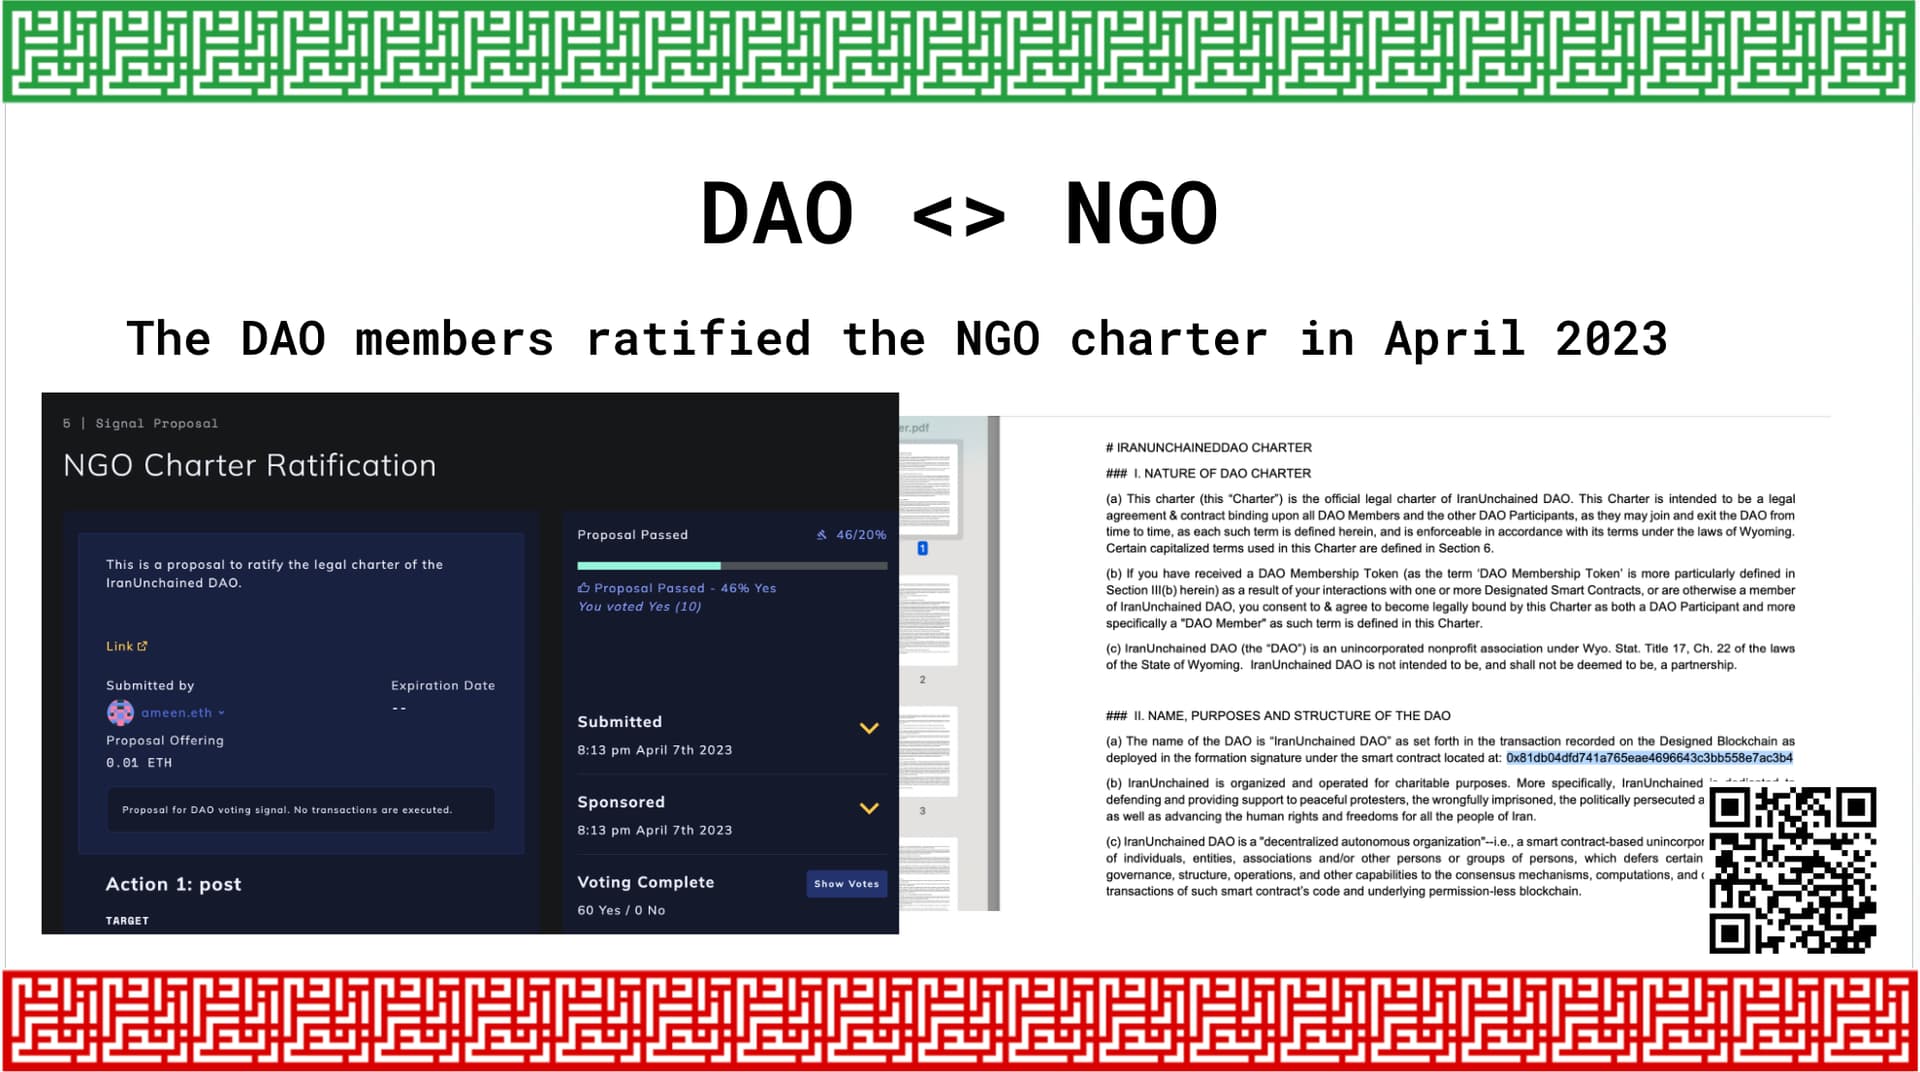 DAO <> NGO
The DAO members ratified the NGO charter in April 2023
5 | Signal Proposal
NGO Charter Ratification
This is a proposal to ratify the legal charter of the
IranUnchained DAO.
Link
Submitted by
Expiration Date
ameen.eth
--
Proposal Offering
0.01 ETH
Proposal for DAO voting signal. No transactions are executed.
Action 1: post
TARGET
Proposal Passed
46/20%
Proposal Passed - 46% Yes
You voted Yes (10)
Submitted
8:13 pm April 7th 2023
Sponsored
8:13 pm April 7th 2023
Voting Complete
Show Votes
60 Yes / 0 No
er.pdf
1
2
3
# IRANUNCHAINEDDAO CHARTER
### I. NATURE OF DAO CHARTER
(a) This charter (this “Charter”) is the official legal charter of IranUnchained DAO. This Charter is intended to be a legal
agreement & contract binding upon all DAO Members and the other DAO Participants, as they may join and exit the DAO from
time to time, as each such term is defined herein, and is enforceable in accordance with its terms under the laws of Wyoming.
Certain capitalized terms used in this Charter are defined in Section 6.
(b) If you have received a DAO Membership Token (as the term ‘DAO Membership Token’ is more particularly defined in
Section III(b) herein) as a result of your interactions with one or more Designated Smart Contracts, or are otherwise a member
of IranUnchained DAO, you consent to & agree to become legally bound by this Charter as both a DAO Participant and more
specifically a "DAO Member" as such term is defined in this Charter.
(c) IranUnchained DAO (the “DAO”) is an unincorporated nonprofit association under Wyo. Stat. Title 17, Ch. 22 of the laws
of the State of Wyoming. IranUnchained DAO is not intended to be, and shall not be deemed to be, a partnership.
### II. NAME, PURPOSES AND STRUCTURE OF THE DAO
(a) The name of the DAO is “IranUnchained DAO” as set forth in the transaction recorded on the Designed Blockchain as
deployed in the formation signature under the smart contract located at: 0x81db04dfd741a765eae4696643c3bb558e7ac3b4
(b) IranUnchained is organized and operated for charitable purposes. More specifically, IranUnchained
defending and providing support to peaceful protesters, the wrongfully imprisoned, the politically persecuted a
as well as advancing the human rights and freedoms for all the people of Iran.
(c) IranUnchained DAO is a "decentralized autonomous organization"--i.e., a smart contract-based unincorpor
of individuals, entities, associations and/or other persons or groups of persons, which defers certain
governance, structure, operations, and other capabilities to the consensus mechanisms, computations, and
transactions of such smart contract's code and underlying permission-less blockchain.